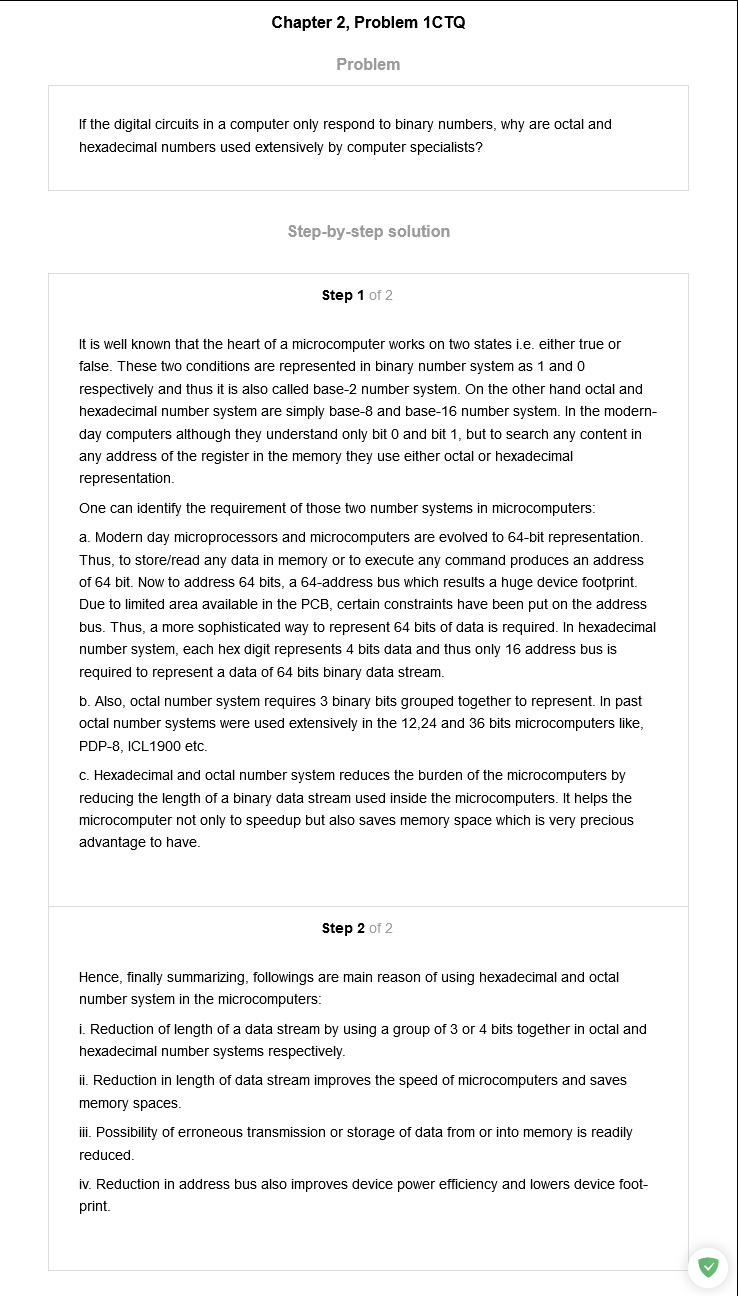 Chapter 2, Problem 1CTQ
Problem
If the digital circuits in a computer only respond to binary numbers, why are octal and
hexadecimal numbers used extensively by computer specialists?
Step-by-step solution
Step 1 of 2
It is well known that the heart of a microcomputer works on two states i.e. either true or
false. These two conditions are represented in binary number system as 1 and 0
respectively and thus it is also called base-2 number system. On the other hand octal and
hexadecimal number system are simply base-8 and base-16 number system. In the modern-
day computers although they understand only bit 0 and bit 1, but to search any content in
any address of the register in the memory they use either octal or hexadecimal
representation.
One can identify the requirement of those two number systems in microcomputers:
a. Modern day microprocessors and microcomputers are evolved to 64-bit representation.
Thus, to store/read any data in memory or to execute any command produces an address
of 64 bit. Now to address 64 bits, a 64-address bus which results a huge device footprint.
Due to limited area available in the PCB, certain constraints have been put on the address
bus. Thus, a more sophisticated way to represent 64 bits of data is required. In hexadecimal
number system, each hex digit represents 4 bits data and thus only 16 address bus is
required to represent a data of 64 bits binary data stream.
b. Also, octal number system requires 3 binary bits grouped together to represent. In past
octal number systems were used extensively in the 12,24 and 36 bits microcomputers like,
PDP-8, ICL1900 etc.
c. Hexadecimal and octal number system reduces the burden of the microcomputers by
reducing the length of a binary data stream used inside the microcomputers. It helps the
microcomputer not only to speedup but also saves memory space which is very precious
advantage to have.
Step 2 of 2
Hence, finally summarizing, followings are main reason of using hexadecimal and octal
number system in the microcomputers:
i. Reduction of length of a data stream by using a group of 3 or 4 bits together in octal and
hexadecimal number systems respectively.
ii. Reduction in length of data stream improves the speed of microcomputers and saves
memory spaces.
iii. Possibility of erroneous transmission or storage of data from or into memory is readily
reduced.
iv. Reduction in address bus also improves device power efficiency and lowers device foot-
print.